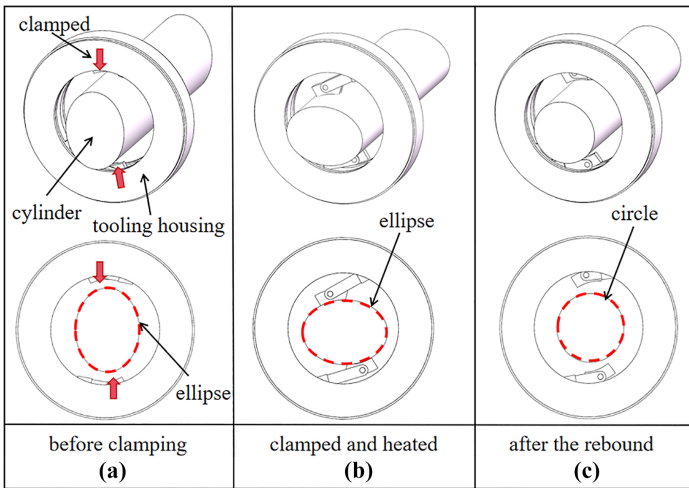 clamped
cylinder
tooling housing
ellipse
before clamping
(a)
ellipse
clamped and heated
(b)
circle
after the rebound
(c)